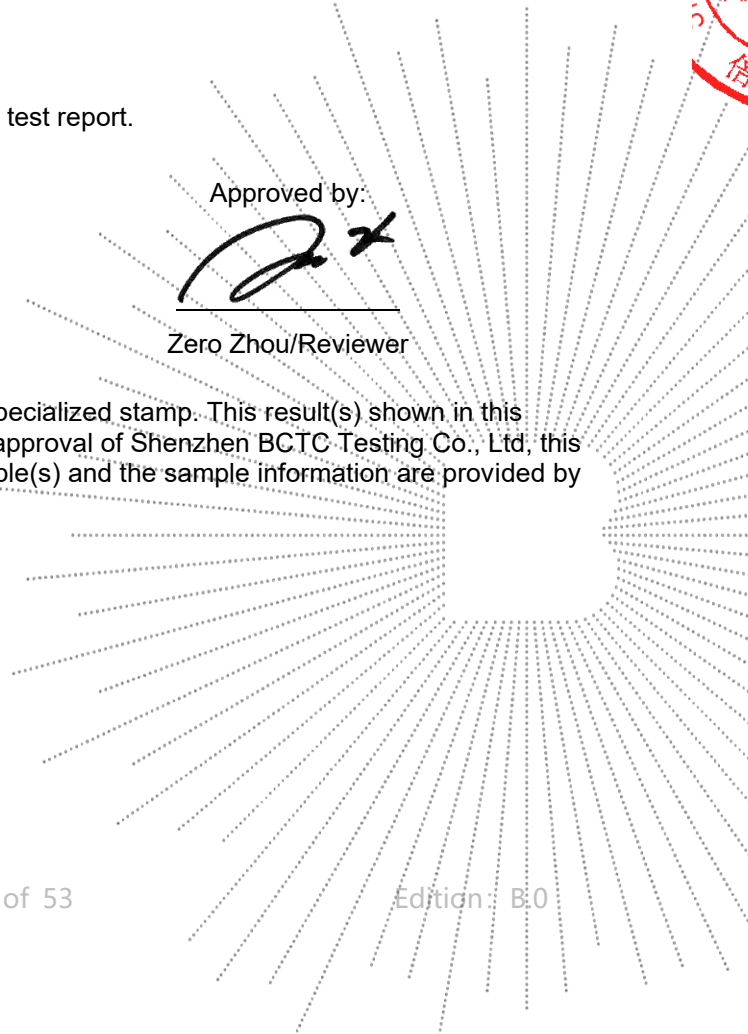 test report.
Approved by:
Zero Zhou/Reviewer
pecialized stamp. This result(s) shown in this
approval of Shenzhen BCTC Testing Co., Ltd, this
ple(s) and the sample information are provided by
of 53
Edition: B.0